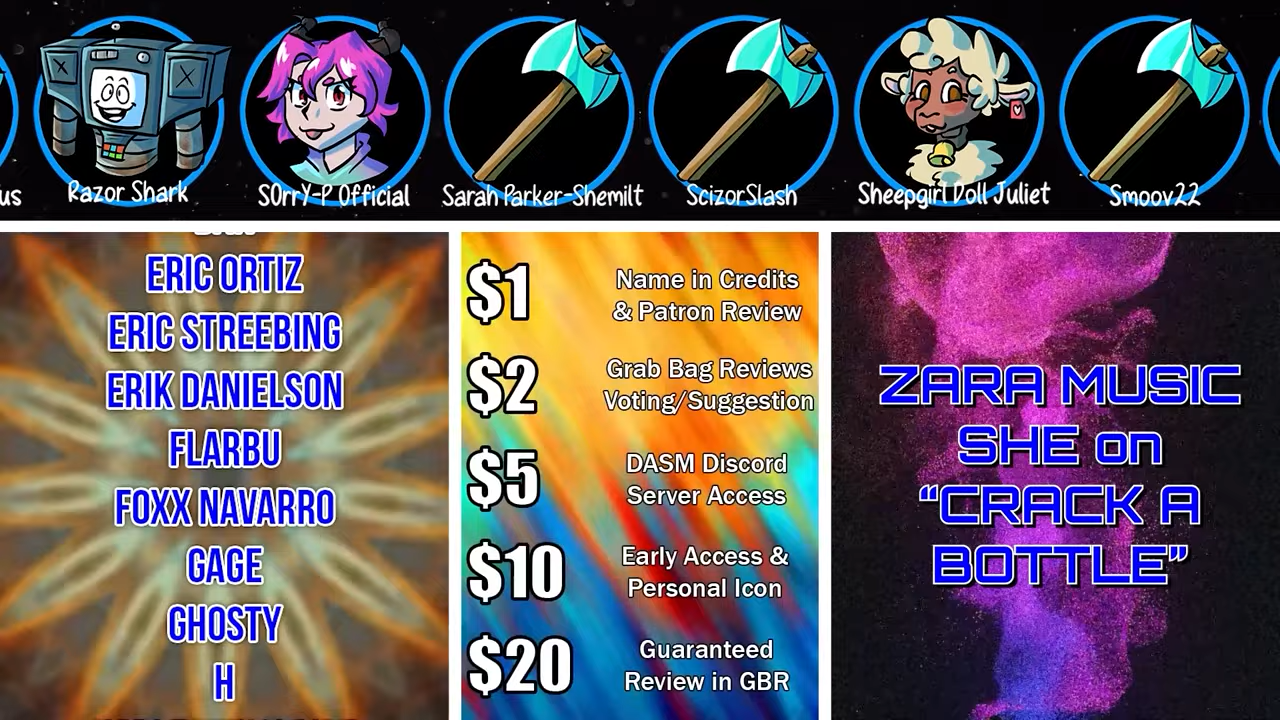 us
Razor Shark
S0rrY-P Official
Sarah Parker-Shemilt
ScizorSlash
Sheepgirl Doll Juliet
Smoov22
ERIC ORTIZ
ERIC STREEBING
ERIK DANIELSON
FLARBU
FOXX NAVARRO
GAGE
GHOSTY
H
$1
Name in Credits
& Patron Review
$2
Grab Bag Reviews
Voting/Suggestion
$5
DASM Discord
Server Access
$10
Early Access &
Personal Icon
$20
Guaranteed
Review in GBR
ZARA MUSIC
SHE on
“CRACK A
BOTTLE”